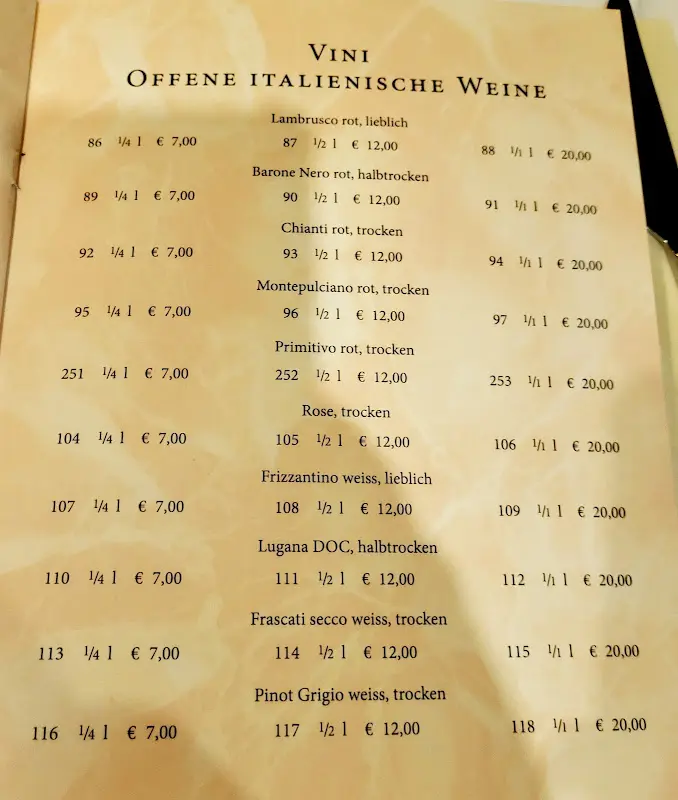 Vini
Offene italienische Weine
Lambrusco rot, lieblich
86 1/4 l € 7,00 87 1/2 l € 12,00 88 1/1 l € 20,00
Barone Nero rot, halbtrocken
89 1/4 l € 7,00 90 1/2 l € 12,00 91 1/1 l € 20,00
Chianti rot, trocken
92 1/4 l € 7,00 93 1/2 l € 12,00 94 1/1 l € 20,00
Montepulciano rot, trocken
95 1/4 l € 7,00 96 1/2 l € 12,00 97 1/1 l € 20,00
Primitivo rot, trocken
251 1/4 l € 7,00 252 1/2 l € 12,00 253 1/1 l € 20,00
Rose, trocken
104 1/4 l € 7,00 105 1/2 l € 12,00 106 1/1 l € 20,00
Frizzantino weiss, lieblich
107 1/4 l € 7,00 108 1/2 l € 12,00 109 1/1 l € 20,00
Lugana DOC, halbtrocken
110 1/4 l € 7,00 111 1/2 l € 12,00 112 1/1 l € 20,00
Frascati secco weiss, trocken
113 1/4 l € 7,00 114 1/2 l € 12,00 115 1/1 l € 20,00
Pinot Grigio weiss, trocken
116 1/4 l € 7,00 117 1/2 l € 12,00 118 1/1 l € 20,00